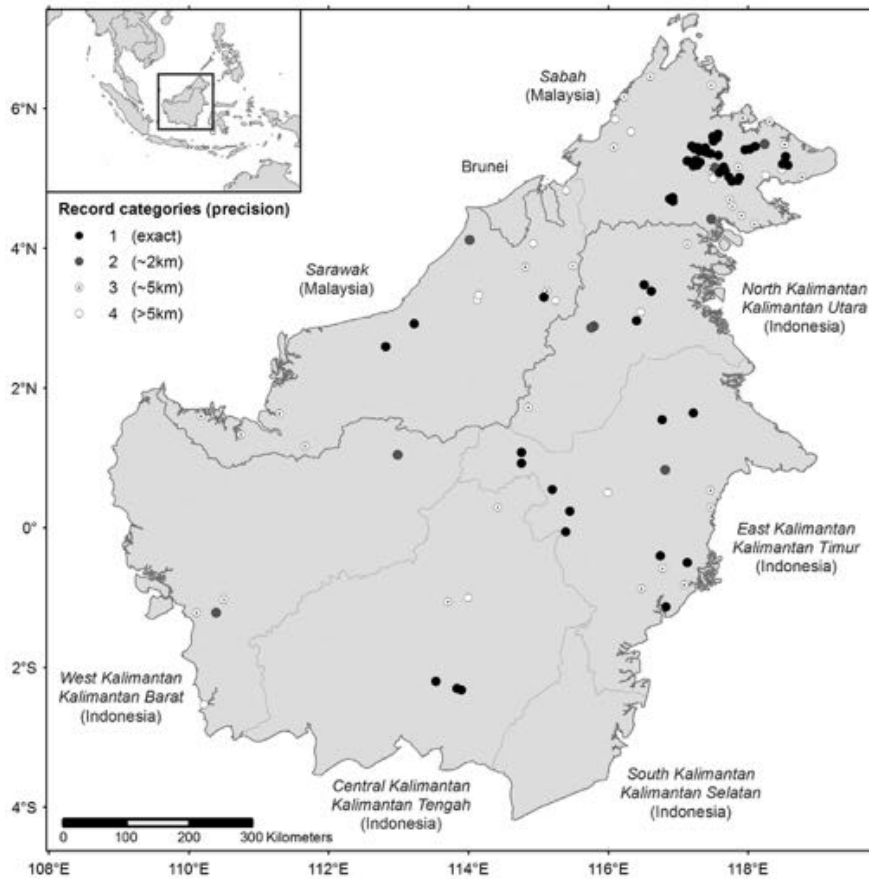 6°N
4°N
2°N
0°
2°S
4°S
Sabah
(Malaysia)
Brunei
Record categories (precision)
1 (exact)
2 (~2km)
3 (~5km)
4 (>5km)
Sarawak
(Malaysia)
North Kalimantan
Kalimantan Utara
(Indonesia)
East Kalimantan
Kalimantan Timur
(Indonesia)
West Kalimantan
Kalimantan Barat
(Indonesia)
Central Kalimantan
Kalimantan Tengah
(Indonesia)
South Kalimantan
Kalimantan Selatan
(Indonesia)
0 100 200 300 Kilometers
108°E 110°E 112°E 114°E 116°E 118°E